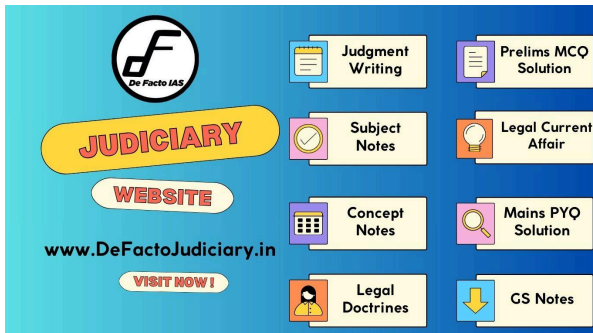 De Facto IAS
JUDICIARY
WEBSITE
www.DeFactoJudiciary.in
VISIT NOW !
Judgment
Writing
Prelims MCQ
Solution
Subject
Notes
Legal Current
Affair
Concept
Notes
Mains PYQ
Solution
Legal
Doctrines
GS Notes